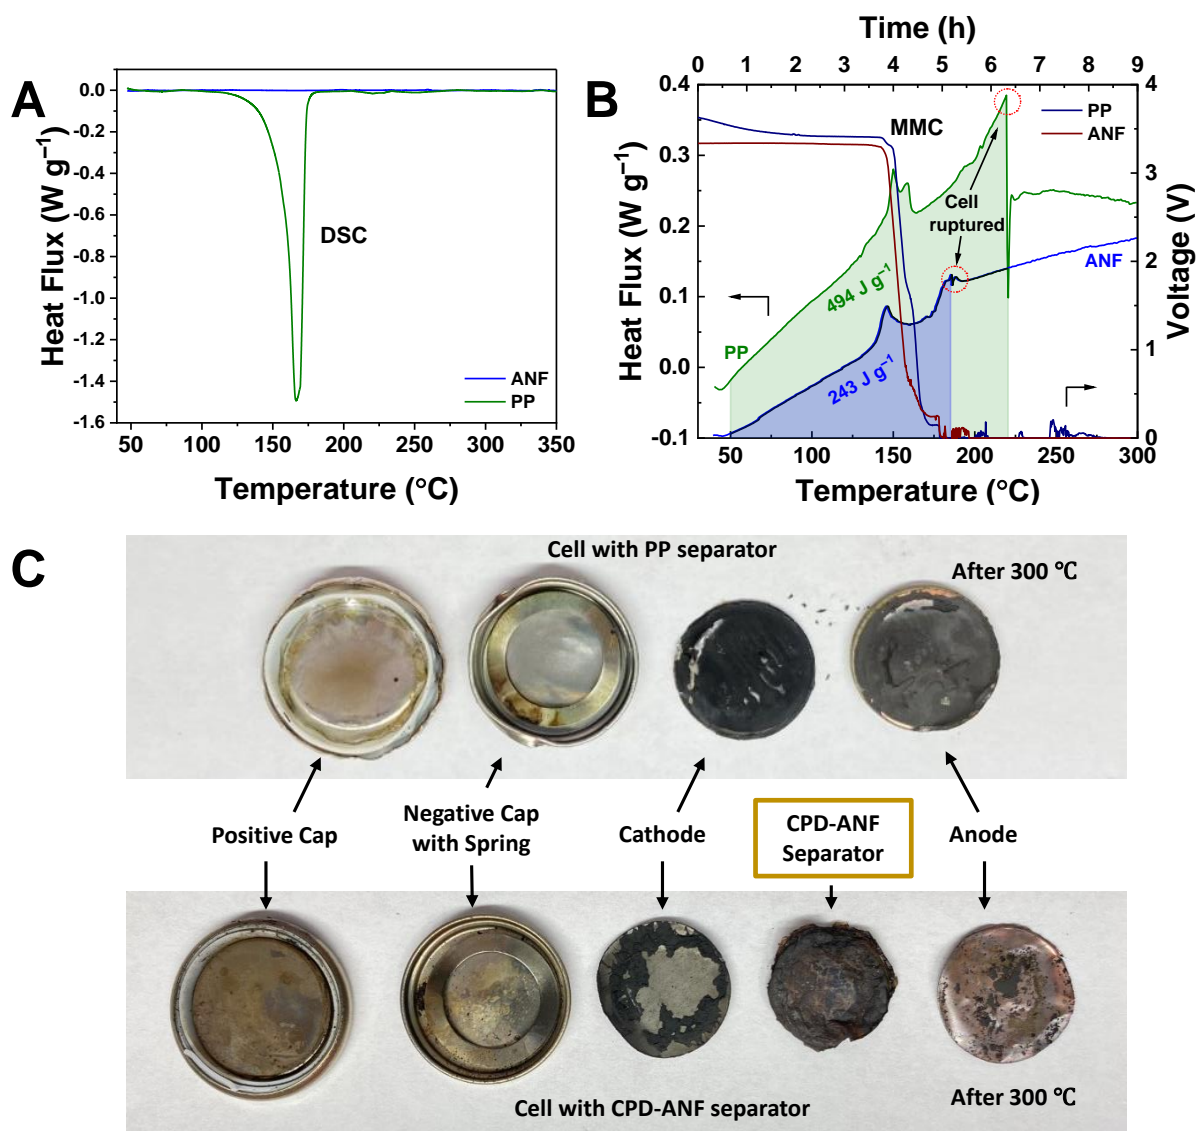 A
0.0
-0.2
-0.4
-0.6
-0.8
-1.0
-1.2
-1.4
-1.6
Heat Flux (W g⁻¹)
DSC
ANF
PP
50 100 150 200 250 300 350
Temperature (°C)
B
Time (h)
0 1 2 3 4 5 6 7 8 9
0.4
0.3
0.2
0.1
0.0
-0.1
Heat Flux (W g⁻¹)
MMC
PP
ANF
Cell
ruptured
494 J g⁻¹
243 J g⁻¹
PP
ANF
4
3
2
1
0
Voltage (V)
50 100 150 200 250 300
Temperature (°C)
C
Cell with PP separator
After 300 ℃
Positive Cap
Negative Cap
with Spring
Cathode
CPD-ANF
Separator
Anode
Cell with CPD-ANF separator
After 300 ℃